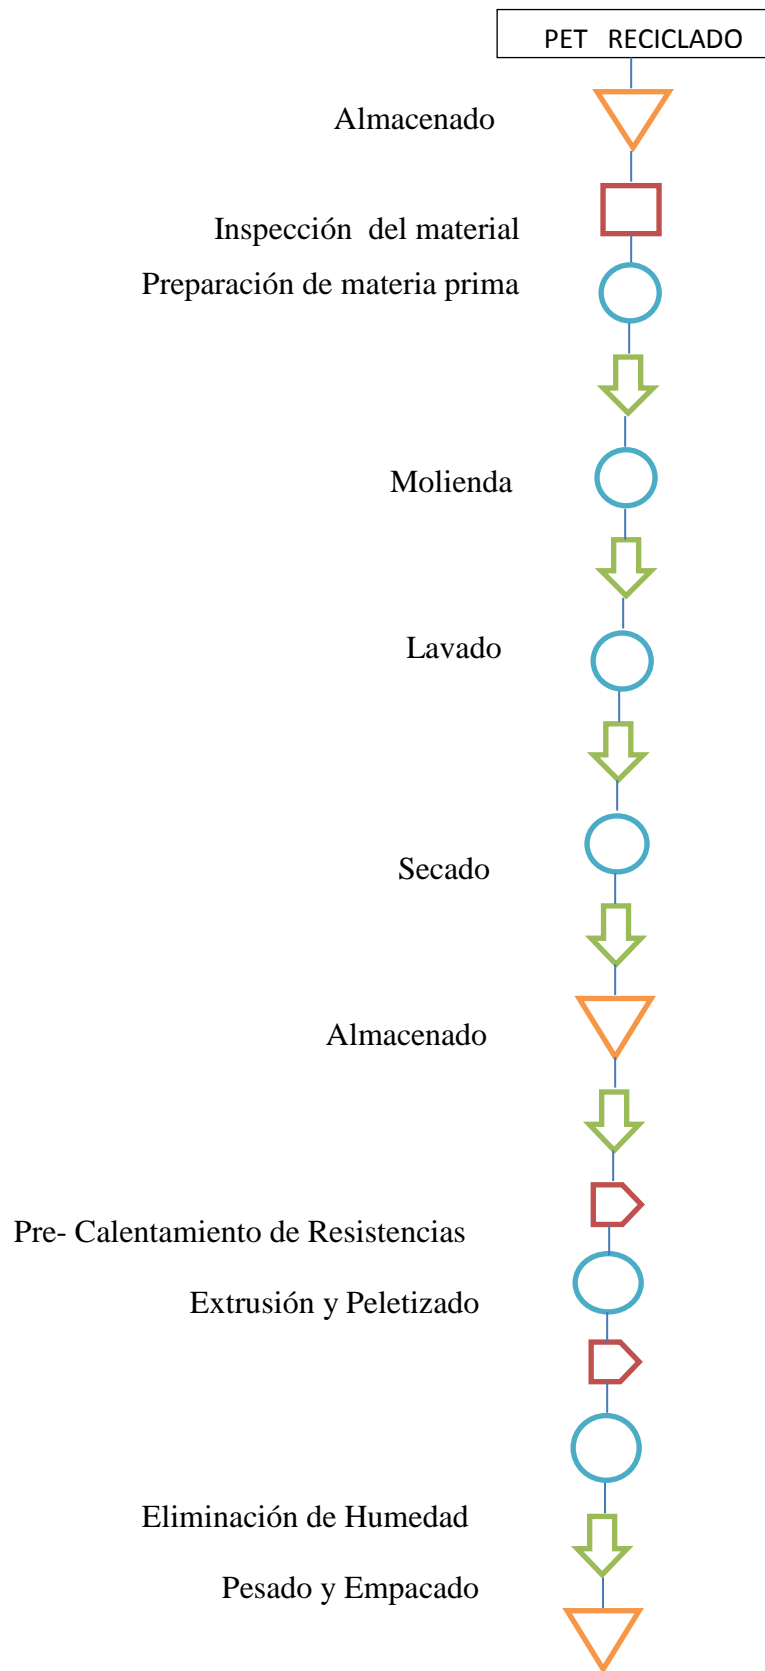 PET RECICLADO
Almacenado
Inspección del material
Preparación de materia prima
Molienda
Lavado
Secado
Almacenado
Pre- Calentamiento de Resistencias
Extrusión y Peletizado
Eliminación de Humedad
Pesado y Empacado